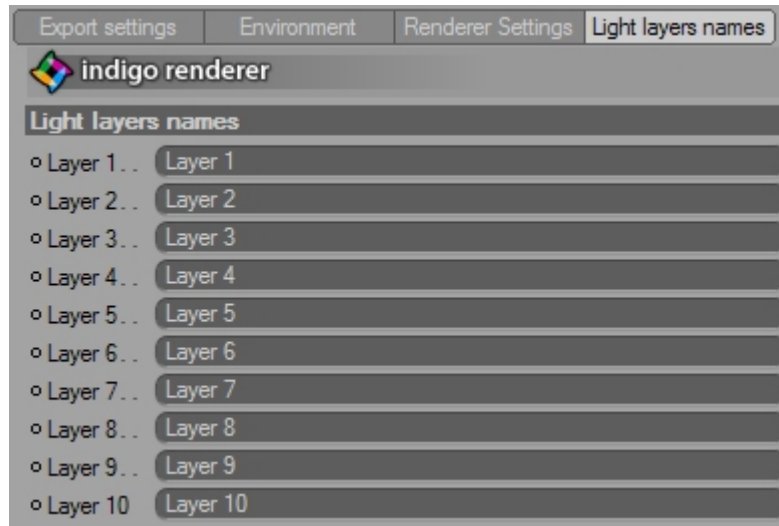 Export settings Environment Renderer Settings Light layers names
indigo renderer
Light layers names
Layer 1 . . Layer 1
Layer 2 . . Layer 2
Layer 3 . . Layer 3
Layer 4 . . Layer 4
Layer 5 . . Layer 5
Layer 6 . . Layer 6
Layer 7 . . Layer 7
Layer 8 . . Layer 8
Layer 9 . . Layer 9
Layer 10 Layer 10